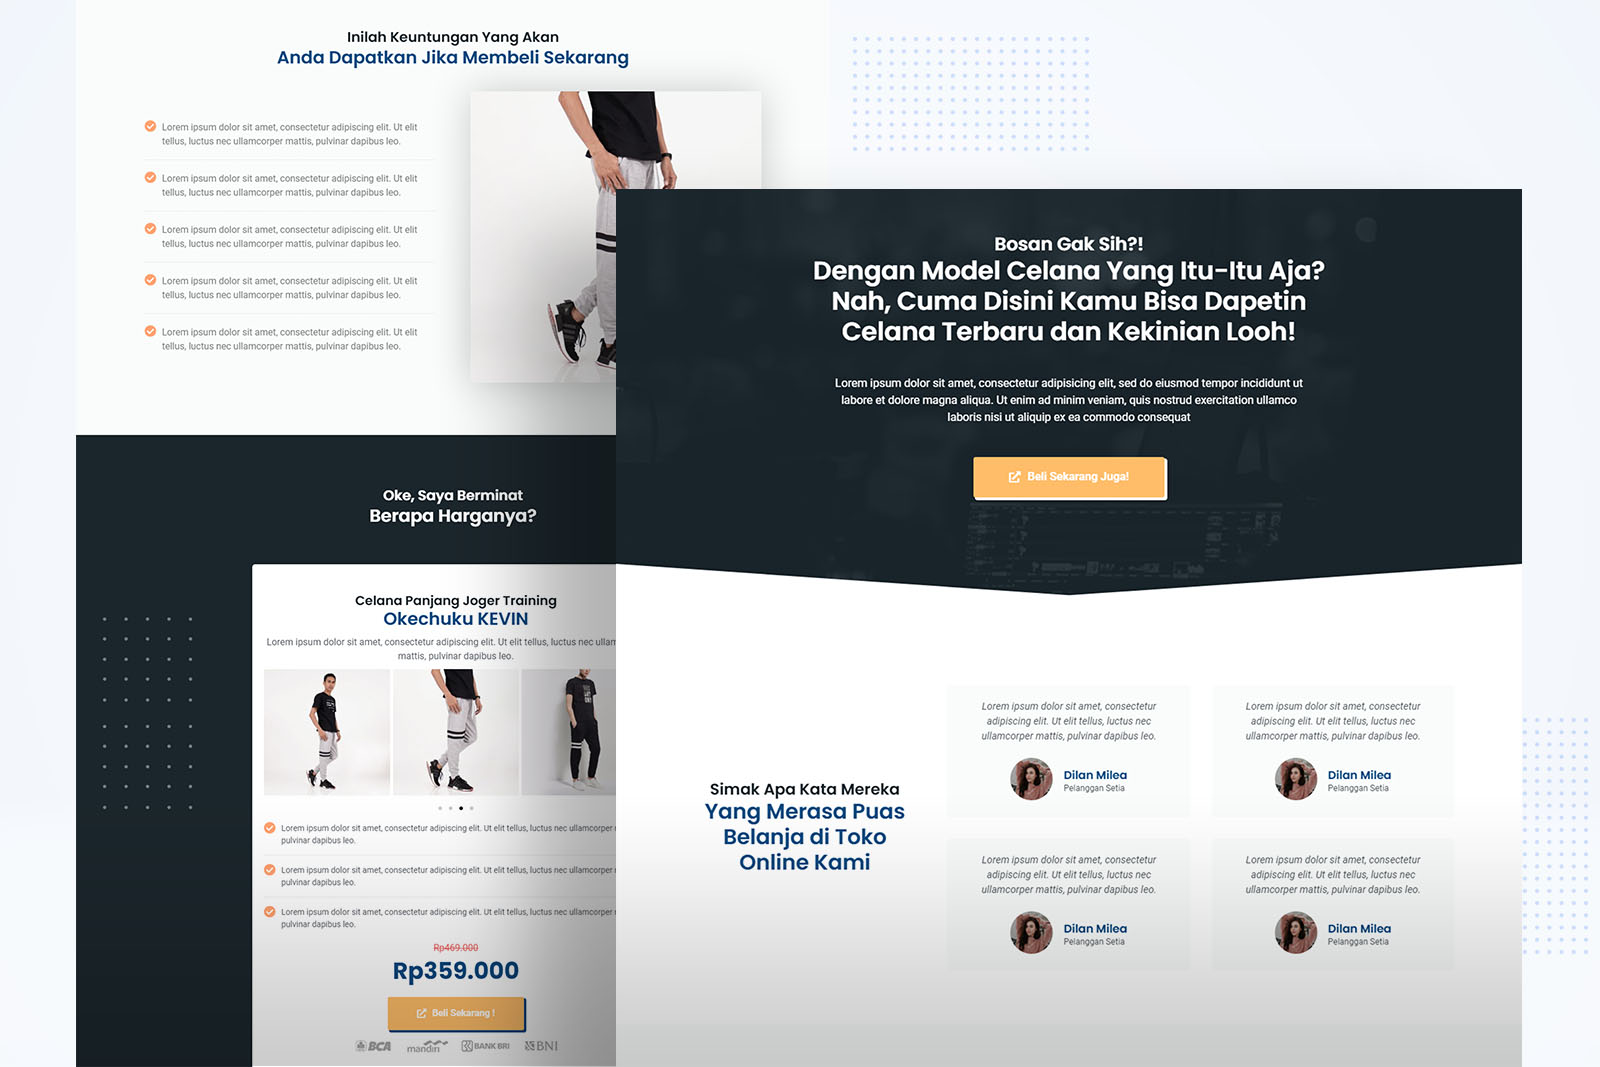 Inilah Keuntungan Yang Akan
Anda Dapatkan Jika Membeli Sekarang
Lorem ipsum dolor sit amet, consectetur adipiscing elit. Ut elit
tellus, luctus nec ullamcorper mattis, pulvinar dapibus leo.
Lorem ipsum dolor sit amet, consectetur adipiscing elit. Ut elit
tellus, luctus nec ullamcorper mattis, pulvinar dapibus leo.
Lorem ipsum dolor sit amet, consectetur adipiscing elit. Ut elit
tellus, luctus nec ullamcorper mattis, pulvinar dapibus leo.
Lorem ipsum dolor sit amet, consectetur adipiscing elit. Ut elit
tellus, luctus nec ullamcorper mattis, pulvinar dapibus leo.
Lorem ipsum dolor sit amet, consectetur adipiscing elit. Ut elit
tellus, luctus nec ullamcorper mattis, pulvinar dapibus leo.
Oke, Saya Berminat
Berapa Harganya?
Celana Panjang Joger Training
Okechuku KEVIN
Lorem ipsum dolor sit amet, consectetur adipiscing elit. Ut elit tellus, luctus nec ullam
mattis, pulvinar dapibus leo.
Lorem ipsum dolor sit amet, consectetur adipiscing elit. Ut elit tellus, luctus nec ullamcorper
pulvinar dapibus leo.
Lorem ipsum dolor sit amet, consectetur adipiscing elit. Ut elit tellus, luctus nec ullamcorper
pulvinar dapibus leo.
Lorem ipsum dolor sit amet, consectetur adipiscing elit. Ut elit tellus, luctus nec ullamcorper
pulvinar dapibus leo.
Rp469.000
Rp359.000
Beli Sekarang !
BCA mandiri BANK BRI BNI
Bosan Gak Sih?!
Dengan Model Celana Yang Itu-Itu Aja?
Nah, Cuma Disini Kamu Bisa Dapetin
Celana Terbaru dan Kekinian Looh!
Lorem ipsum dolor sit amet, consectetur adipisicing elit, sed do eiusmod tempor incididunt ut
labore et dolore magna aliqua. Ut enim ad minim veniam, quis nostrud exercitation ullamco
laboris nisi ut aliquip ex ea commodo consequat
Beli Sekarang Juga!
Simak Apa Kata Mereka
Yang Merasa Puas
Belanja di Toko
Online Kami
Lorem ipsum dolor sit amet, consectetur
adipiscing elit. Ut elit tellus, luctus nec
ullamcorper mattis, pulvinar dapibus leo.
Dilan Milea
Pelanggan Setia
Lorem ipsum dolor sit amet, consectetur
adipiscing elit. Ut elit tellus, luctus nec
ullamcorper mattis, pulvinar dapibus leo.
Dilan Milea
Pelanggan Setia
Lorem ipsum dolor sit amet, consectetur
adipiscing elit. Ut elit tellus, luctus nec
ullamcorper mattis, pulvinar dapibus leo.
Dilan Milea
Pelanggan Setia
Lorem ipsum dolor sit amet, consectetur
adipiscing elit. Ut elit tellus, luctus nec
ullamcorper mattis, pulvinar dapibus leo.
Dilan Milea
Pelanggan Setia